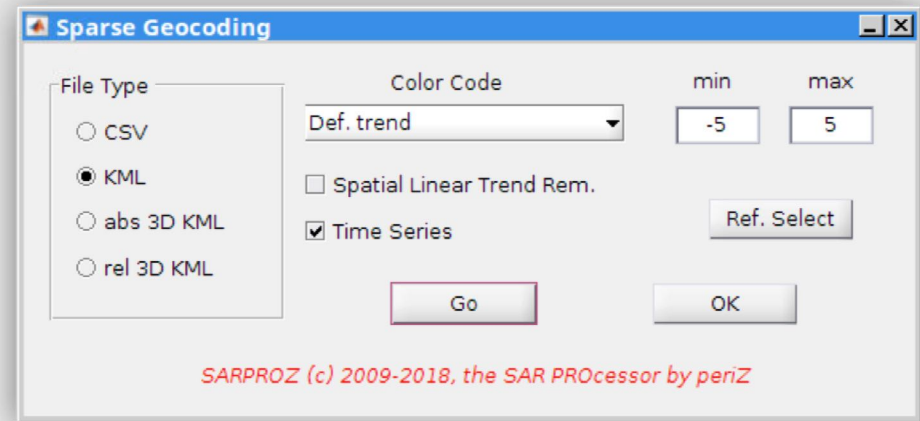 Sparse Geocoding
File Type
CSV
KML
abs 3D KML
rel 3D KML
Color Code
Def. trend
min
max
-5
5
Spatial Linear Trend Rem.
Time Series
Ref. Select
Go
OK
SARPROZ (c) 2009-2018, the SAR PROcessor by periZ